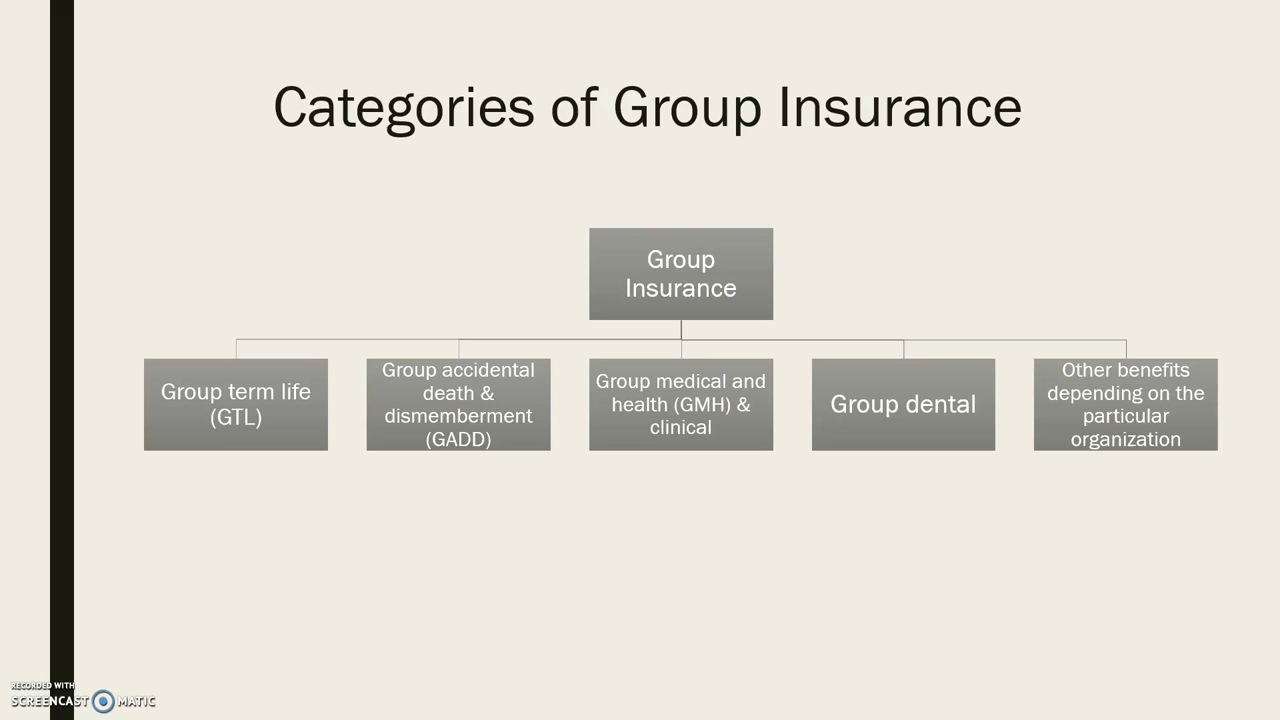 Categories of Group Insurance
Group
Insurance
Group term life
(GTL)
Group accidental
death &
dismemberment
(GADD)
Group medical and
health (GMH) &
clinical
Group dental
Other benefits
depending on the
particular
organization
RECORDED WITH
SCREENCAST MATIC